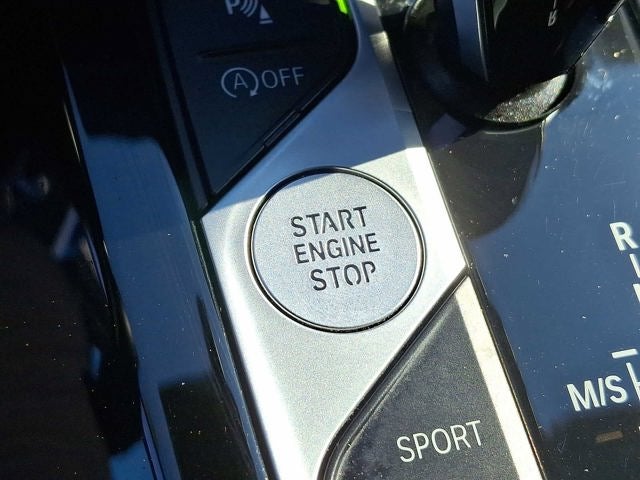 P
A OFF
START
ENGINE
STOP
R
M/S
SPORT